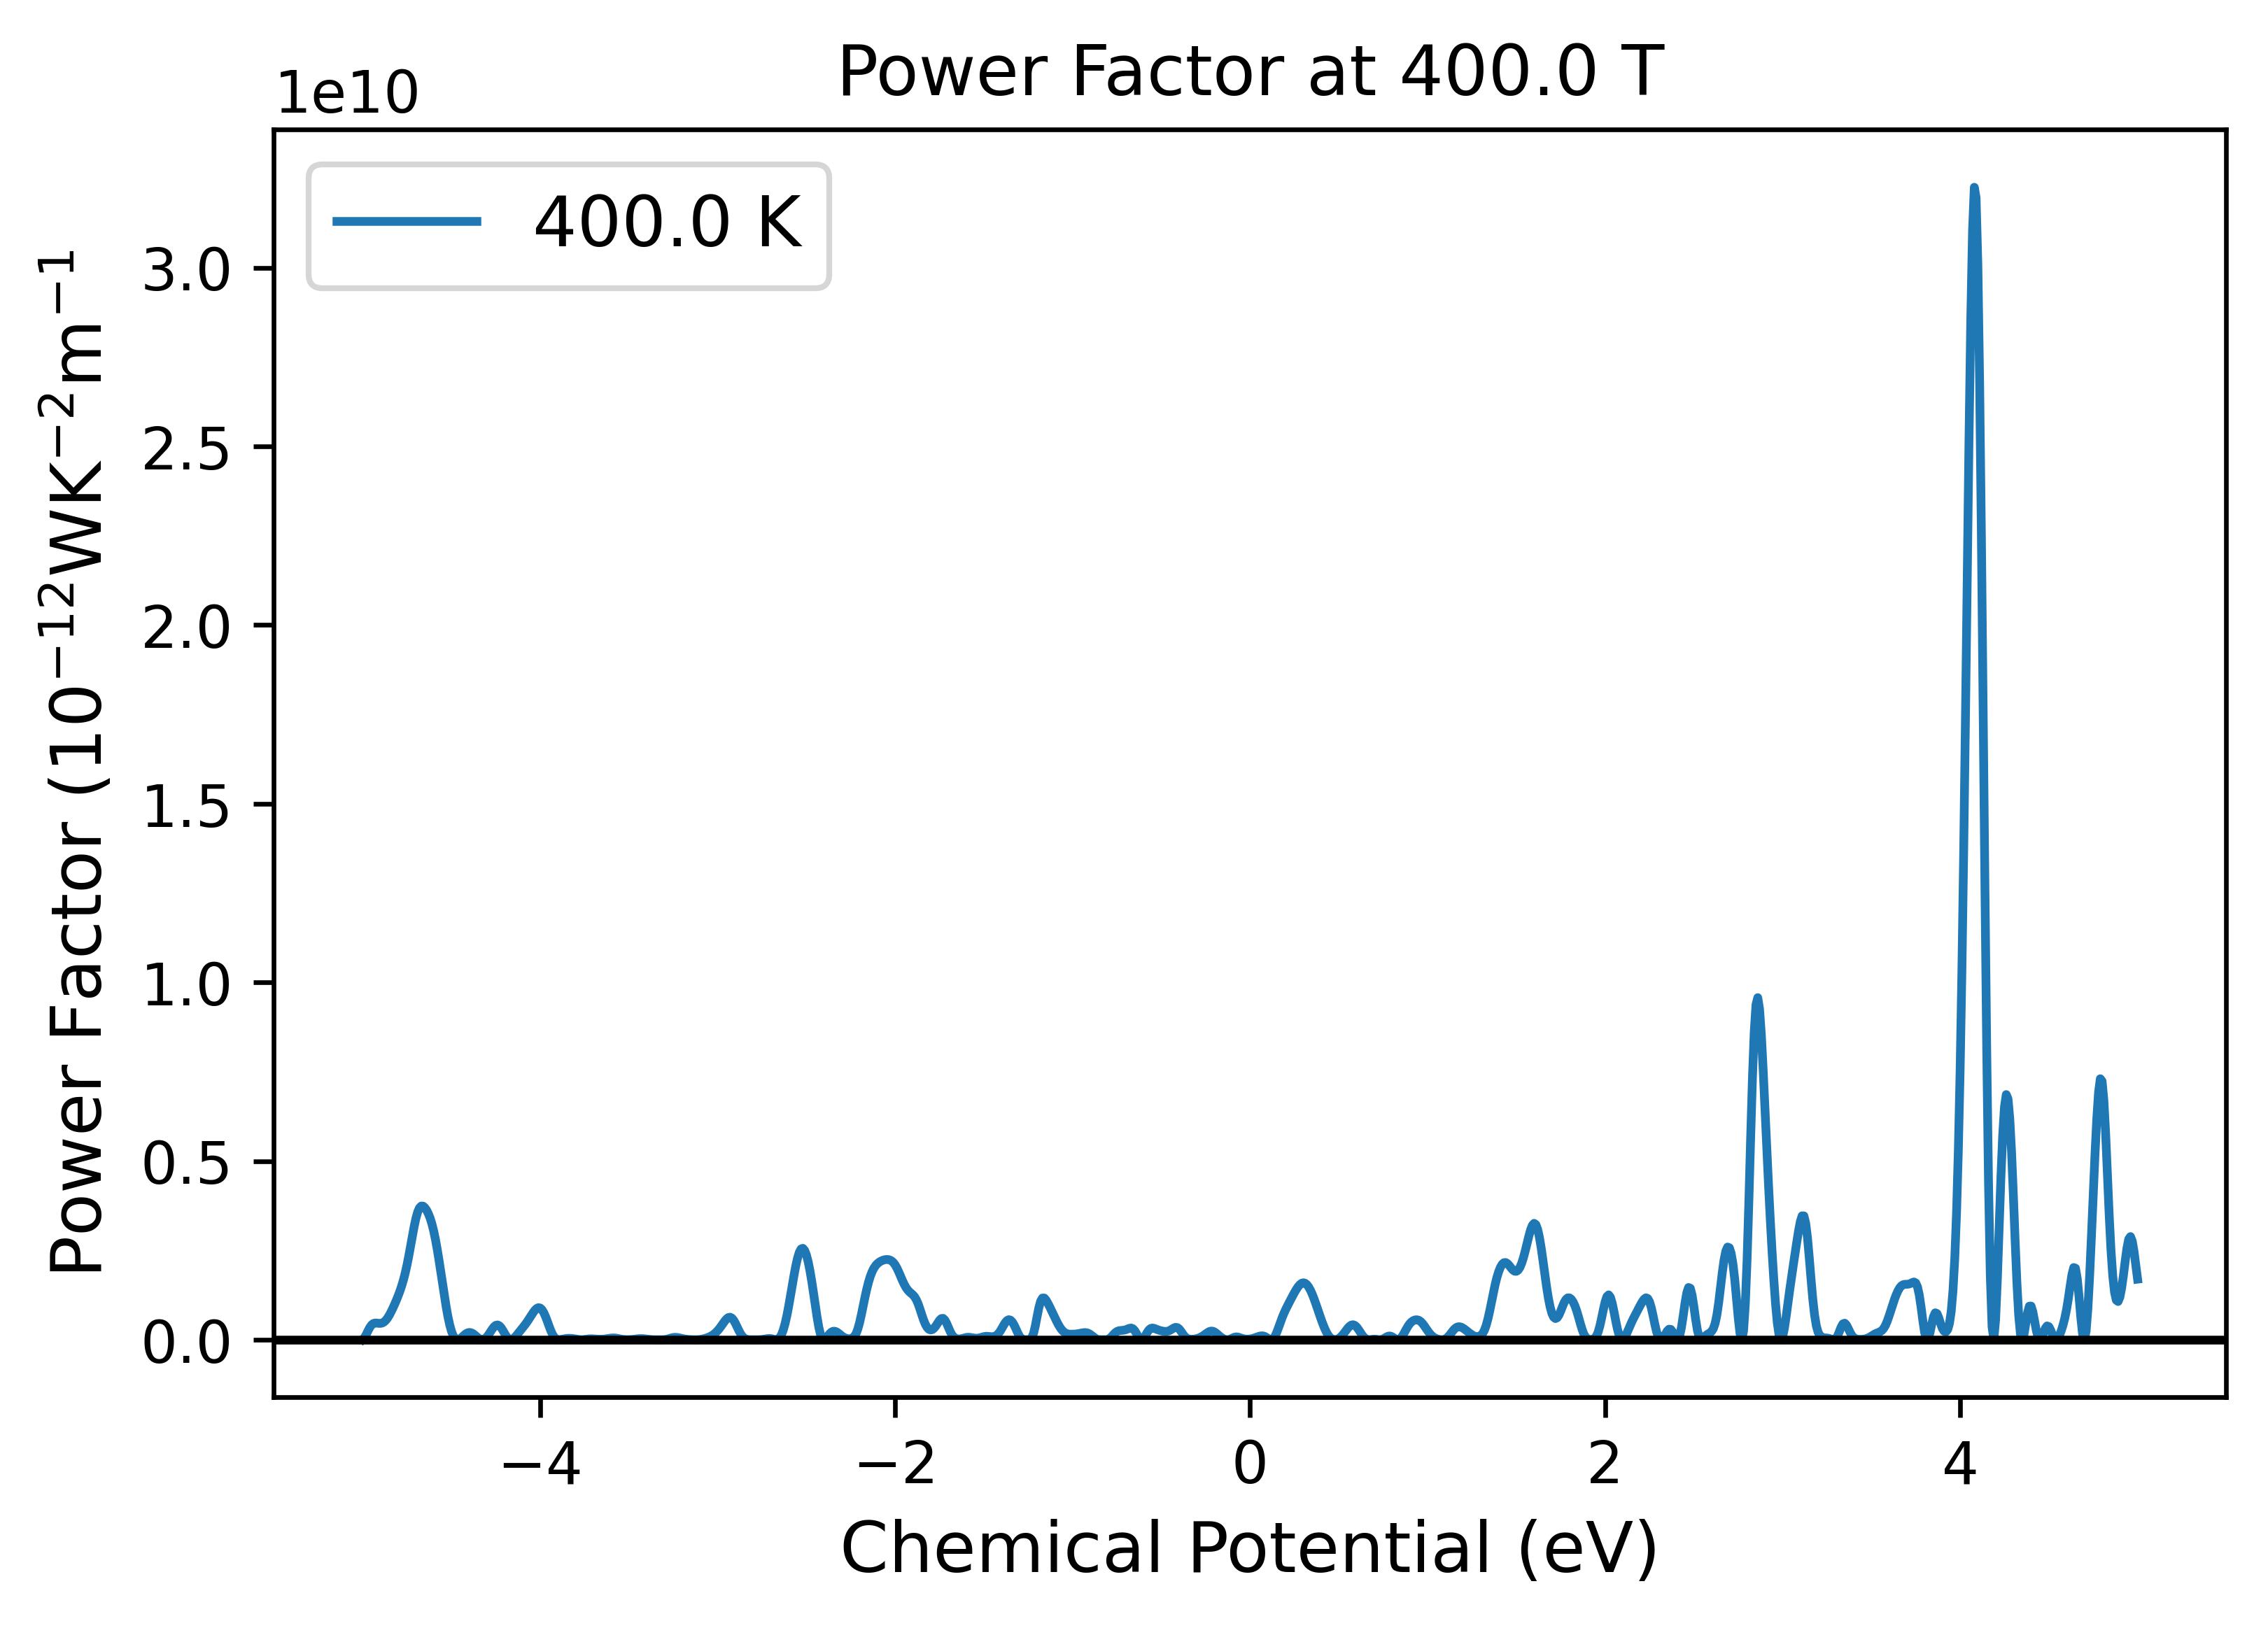 Power Factor at 400.0 T
1e10
400.0 K
Power Factor (10⁻¹²WK⁻²m⁻¹
3.0
2.5
2.0
1.5
1.0
0.5
0.0
−4 −2 0 2 4
Chemical Potential (eV)